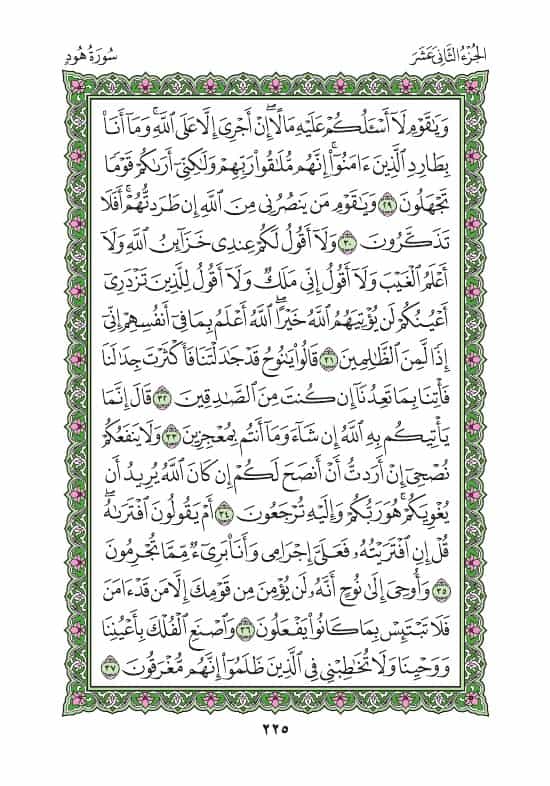 الجُزْءُ الثَّانِي عَشَرَ
سُورَةُ هُودٍ
وَيَٰقَوْمِ لَآ أَسْـَٔلُكُمْ عَلَيْهِ مَالًاۖ إِنْ أَجْرِيَ إِلَّا عَلَى ٱللَّهِۚ وَمَآ أَنَا۠
بِطَارِدِ ٱلَّذِينَ ءَامَنُوٓا۟ۚ إِنَّهُم مُّلَٰقُوا۟ رَبِّهِمْ وَلَٰكِنِّىٓ أَرَىٰكُمْ قَوْمًا
تَجْهَلُونَ ٢٩ وَيَٰقَوْمِ مَن يَنصُرُنِى مِنَ ٱللَّهِ إِن طَرَدتُّهُمْۚ أَفَلَا
تَذَكَّرُونَ ٣٠ وَلَآ أَقُولُ لَكُمْ عِندِى خَزَآئِنُ ٱللَّهِ وَلَآ
أَعْلَمُ ٱلْغَيْبَ وَلَآ أَقُولُ إِنِّى مَلَكٌ وَلَآ أَقُولُ لِلَّذِينَ تَزْدَرِىٓ
أَعْيُنُكُمْ لَن يُؤْتِيَهُمُ ٱللَّهُ خَيْرًاۖ ٱللَّهُ أَعْلَمُ بِمَا فِىٓ أَنفُسِهِمْ إِنِّىٓ
إِذًا لَّمِنَ ٱلظَّٰلِمِينَ ٣١ قَالُوا۟ يَٰنُوحُ قَدْ جَٰدَلْتَنَا فَأَكْثَرْتَ جِدَٰلَنَا
فَأْتِنَا بِمَا تَعِدُنَآ إِن كُنتَ مِنَ ٱلصَّٰدِقِينَ ٣٢ قَالَ إِنَّمَا
يَأْتِيكُم بِهِ ٱللَّهُ إِن شَآءَ وَمَآ أَنتُم بِمُعْجِزِينَ ٣٣ وَلَا يَنفَعُكُمْ
نُصْحِىٓ إِنْ أَرَدتُّ أَنْ أَنصَحَ لَكُمْ إِن كَانَ ٱللَّهُ يُرِيدُ أَن
يُغْوِيَكُمْۚ هُوَ رَبُّكُمْ وَإِلَيْهِ تُرْجَعُونَ ٣٤ أَمْ يَقُولُونَ ٱفْتَرَىٰهُۖ
قُلْ إِنِ ٱفْتَرَيْتُهُۥ فَعَلَىَّ إِجْرَامِى وَأَنَا۠ بَرِىٓءٌ مِّمَّا تُجْرِمُونَ
٣٥ وَأُوحِىَ إِلَىٰ نُوحٍ أَنَّهُۥ لَن يُؤْمِنَ مِن قَوْمِكَ إِلَّا مَن قَدْ ءَامَنَ
فَلَا تَبْتَئِسْ بِمَا كَانُوا۟ يَفْعَلُونَ ٣٦ وَٱصْنَعِ ٱلْفُلْكَ بِأَعْيُنِنَا
وَوَحْيِنَا وَلَا تُخَٰطِبْنِى فِى ٱلَّذِينَ ظَلَمُوٓا۟ إِنَّهُم مُّغْرَقُونَ ٣٧
٢٢٥